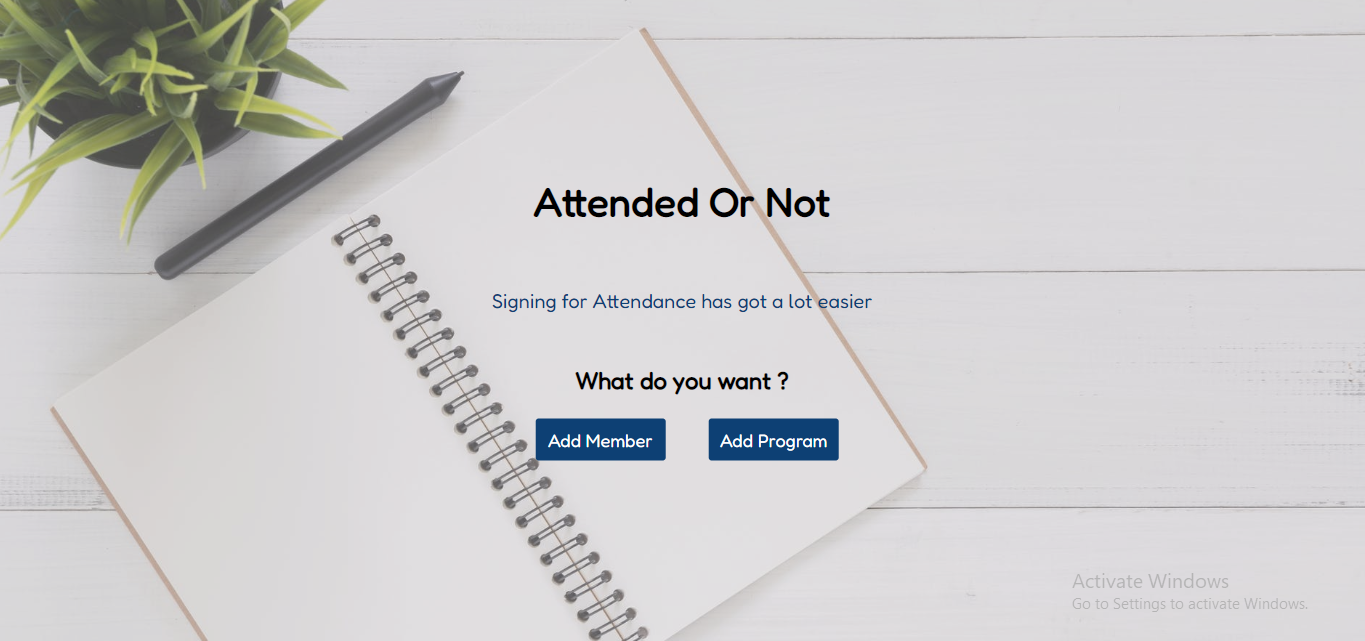 Attended Or Not
Signing for Attendance has got a lot easier
What do you want ?
Add Member
Add Program
Activate Windows
Go to Settings to activate Windows.